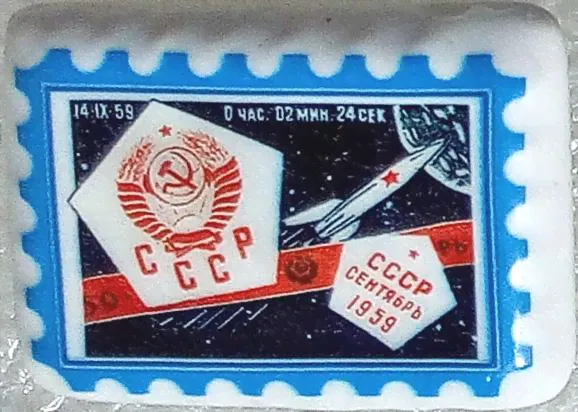 14·IX·59
0 ЧАС. 02 МИН. 24 СЕК
СССР
СССР
СЕНТЯБРЬ
1959